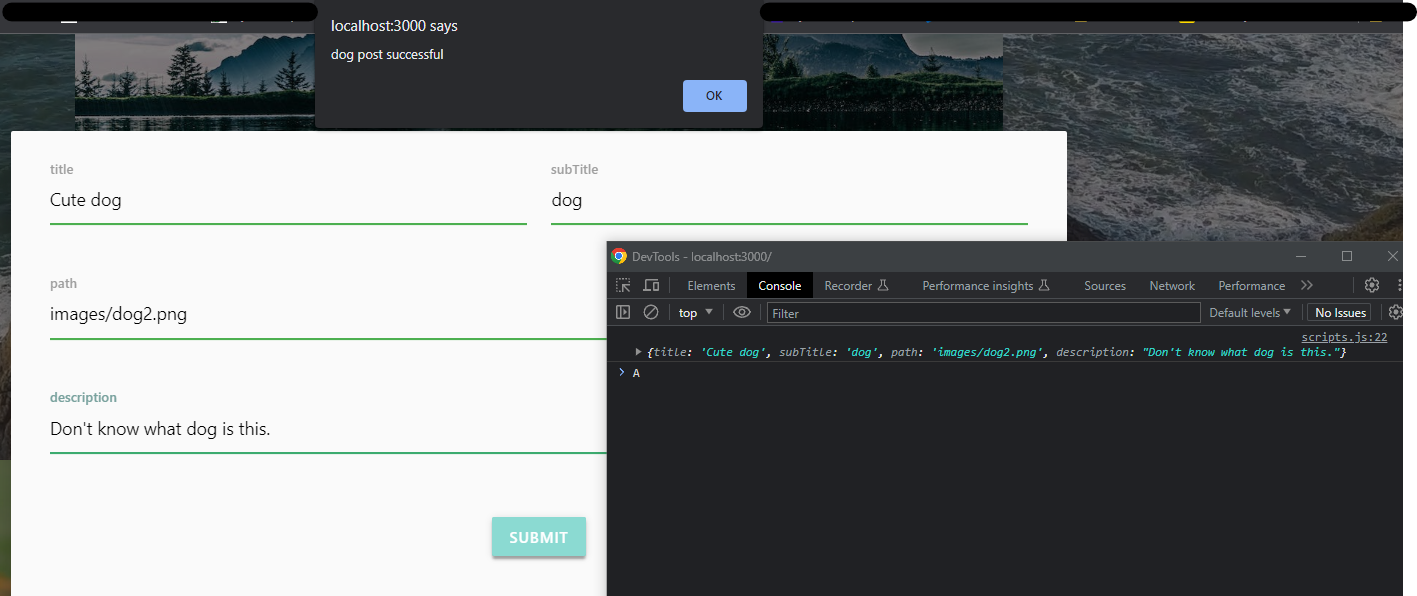 localhost:3000 says
dog post successful
OK
title
subTitle
Cute dog
dog
path
images/dog2.png
description
Don't know what dog is this.
SUBMIT
DevTools - localhost:3000/
Elements Console Recorder Performance insights Sources Network Performance
top Filter Default levels No Issues
scripts.js:22
{title: 'Cute dog', subTitle: 'dog', path: 'images/dog2.png', description: "Don't know what dog is this."}
A